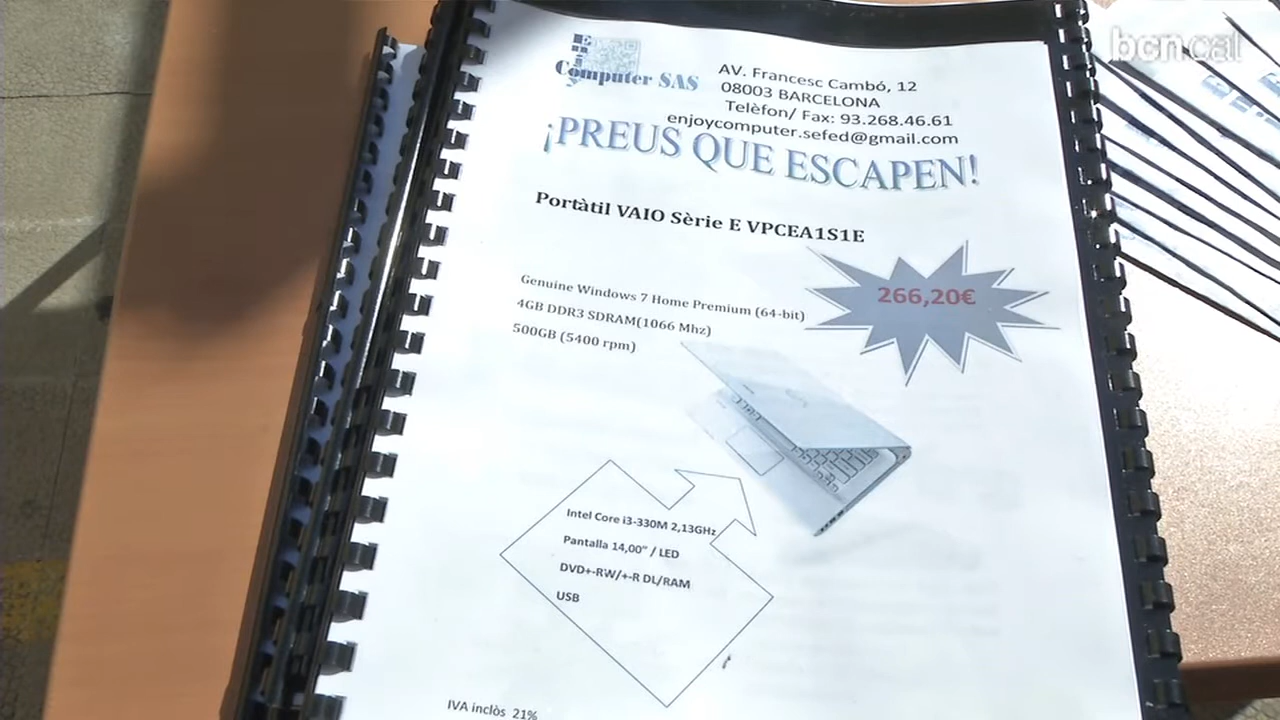 bcncat
Enjoy
Computer SAS
AV. Francesc Cambó, 12
08003 BARCELONA
Telèfon/ Fax: 93.268.46.61
enjoycomputer.sefed@gmail.com
¡PREUS QUE ESCAPEN!
Portàtil VAIO Sèrie E VPCEA1S1E
Genuine Windows 7 Home Premium (64-bit)
4GB DDR3 SDRAM(1066 Mhz)
500GB (5400 rpm)
266,20€
Intel Core i3-330M 2,13GHz
Pantalla 14,00" / LED
DVD+-RW/+-R DL/RAM
USB
IVA inclòs 21%